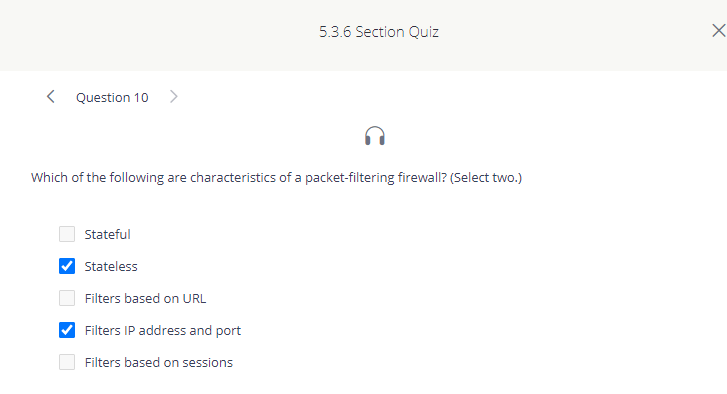 5.3.6 Section Quiz
Question 10
Which of the following are characteristics of a packet-filtering firewall? (Select two.)
Stateful
Stateless
Filters based on URL
Filters IP address and port
Filters based on sessions